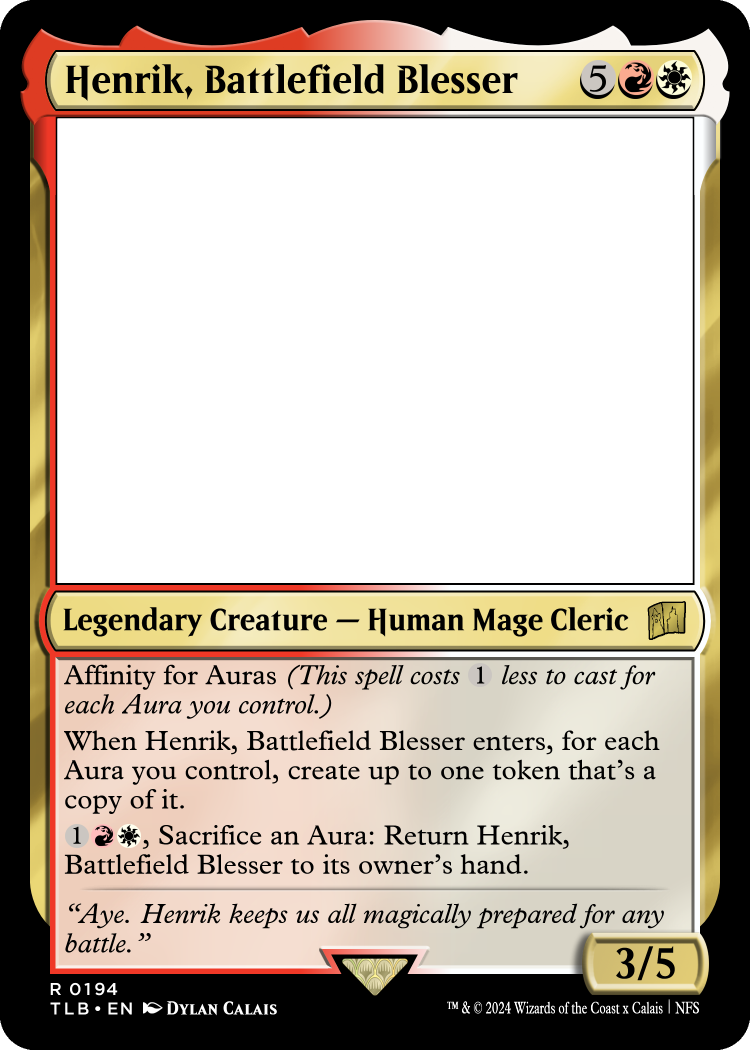 Henrik, Battlefield Blesser 5
Legendary Creature — Human Mage Cleric
Affinity for Auras (This spell costs 1 less to cast for
each Aura you control.)
When Henrik, Battlefield Blesser enters, for each
Aura you control, create up to one token that's a
copy of it.
1, Sacrifice an Aura: Return Henrik,
Battlefield Blesser to its owner's hand.
“Aye. Henrik keeps us all magically prepared for any
battle.”
3/5
R 0194
TLB • EN DYLAN CALAIS
™ & © 2024 Wizards of the Coast x Calais | NFS